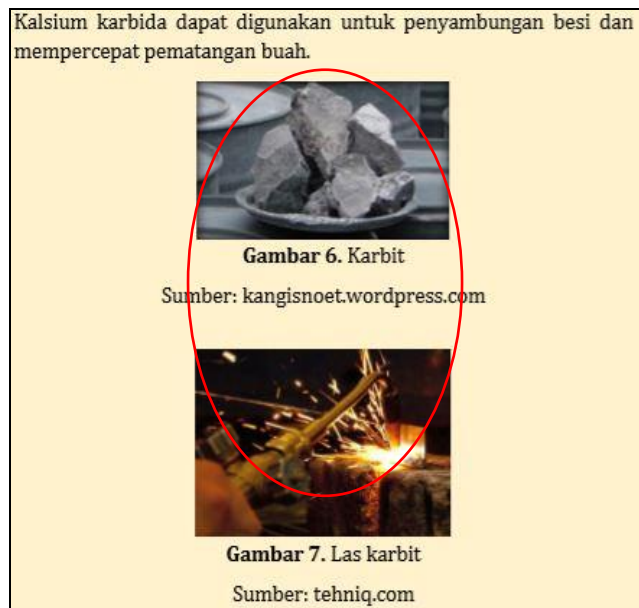 Kalsium karbida dapat digunakan untuk penyambungan besi dan
mempercepat pematangan buah.
Gambar 6. Karbit
Sumber: kangisnoet.wordpress.com
Gambar 7. Las karbit
Sumber: tehniq.com